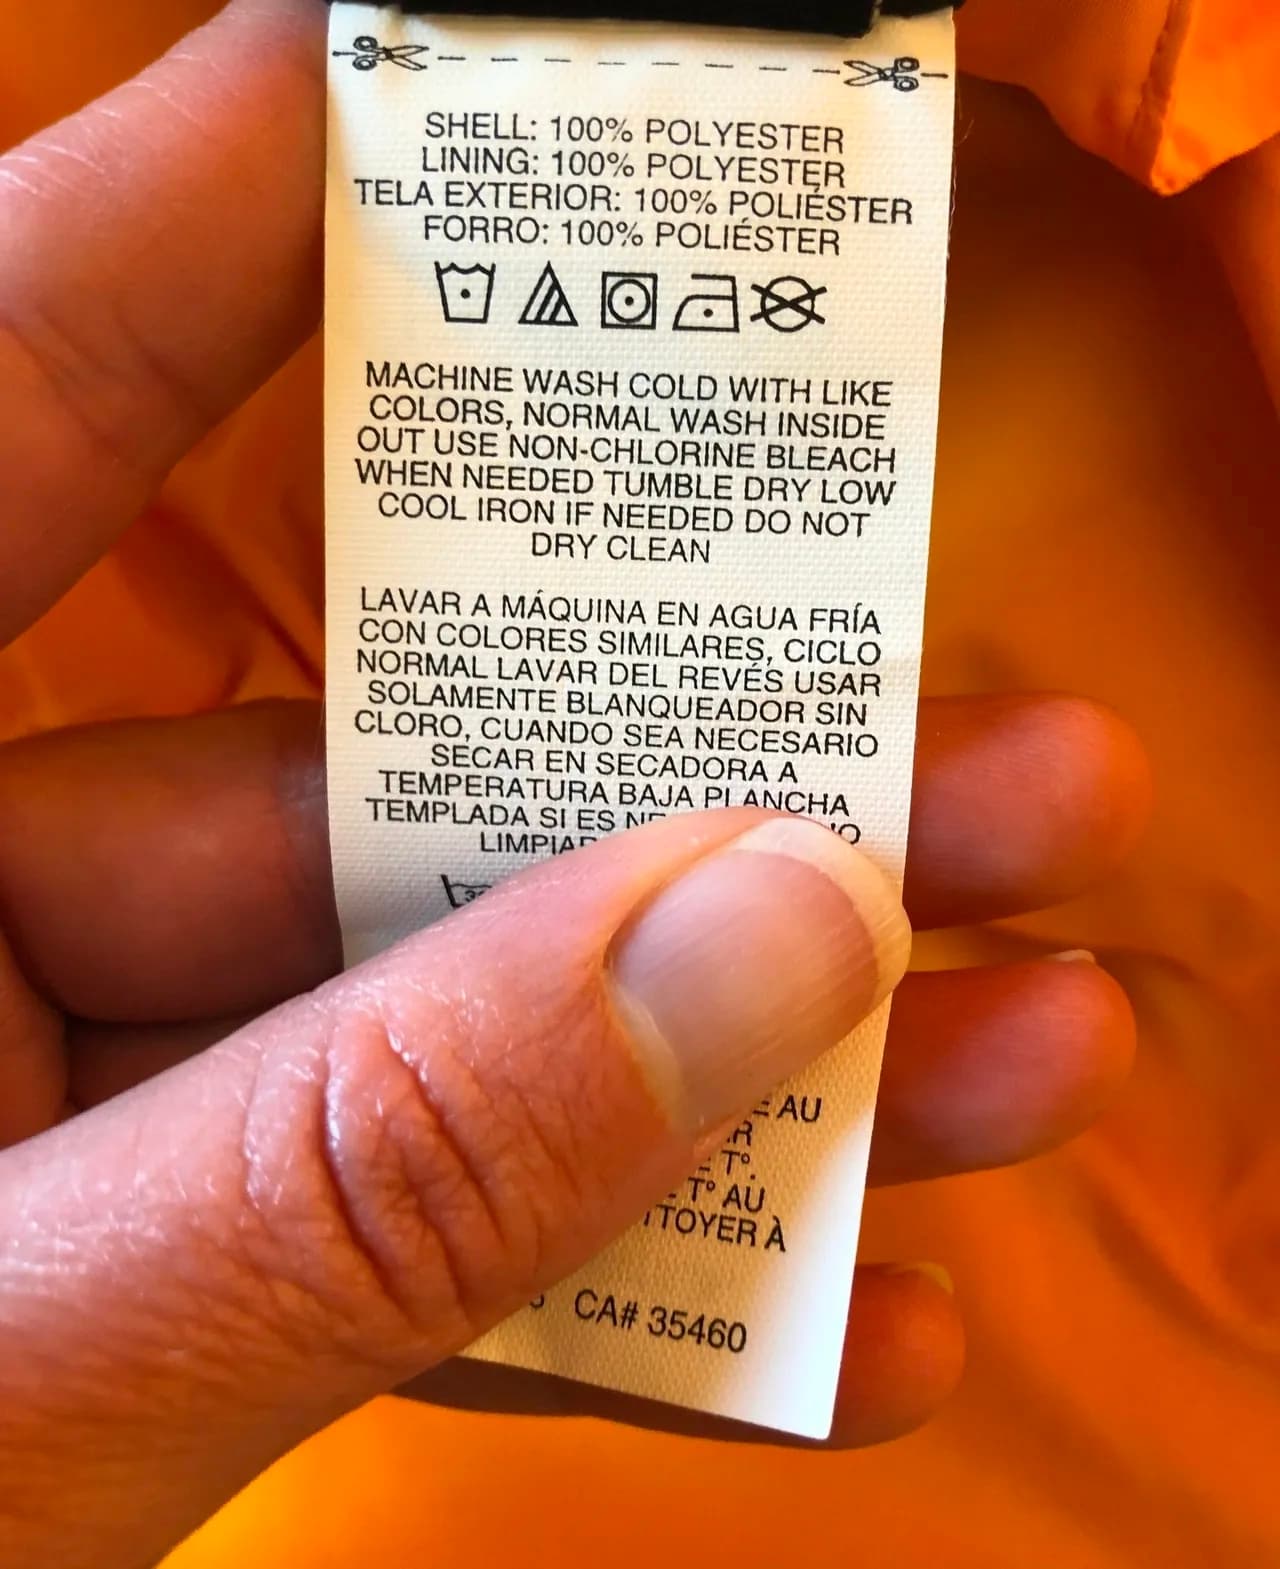 SHELL: 100% POLYESTER
LINING: 100% POLYESTER
TELA EXTERIOR: 100% POLIÉSTER
FORRO: 100% POLIÉSTER
MACHINE WASH COLD WITH LIKE
COLORS, NORMAL WASH INSIDE
OUT USE NON-CHLORINE BLEACH
WHEN NEEDED TUMBLE DRY LOW
COOL IRON IF NEEDED DO NOT
DRY CLEAN
LAVAR A MÁQUINA EN AGUA FRÍA
CON COLORES SIMILARES, CICLO
NORMAL LAVAR DEL REVÉS USAR
SOLAMENTE BLANQUEADOR SIN
CLORO, CUANDO SEA NECESARIO
SECAR EN SECADORA A
TEMPERATURA BAJA PLANCHA
TEMPLADA SI ES
AU
T°.
T° AU
À
CA# 35460